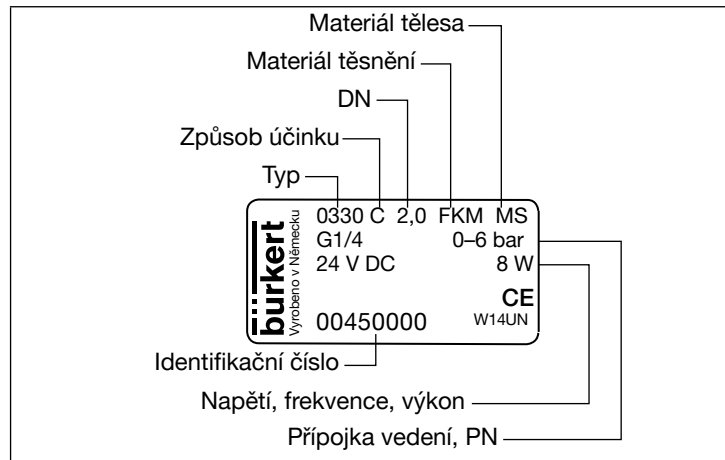 Materiál tělesa
Materiál těsnění
DN
Způsob účinku
Typ
bürkert
Vyrobeno v Německu
0330 C 2,0 FKM MS
G1/4 0–6 bar
24 V DC 8 W
CE
00450000 W14UN
Identifikační číslo
Napětí, frekvence, výkon
Přípojka vedení, PN